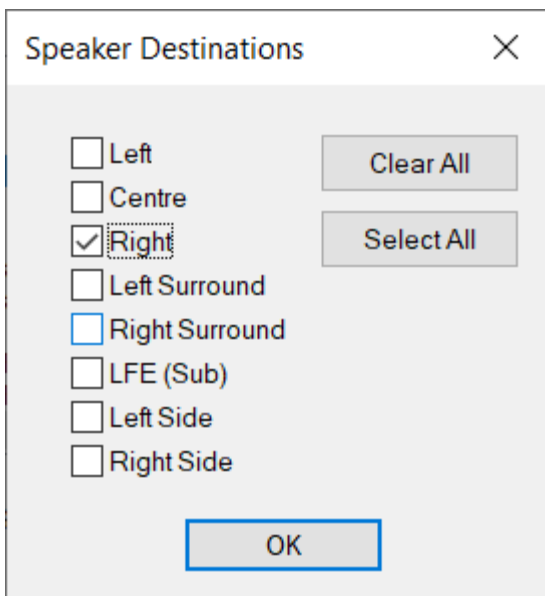 Speaker Destinations
Left
Centre
Right
Left Surround
Right Surround
LFE (Sub)
Left Side
Right Side
Clear All
Select All
OK